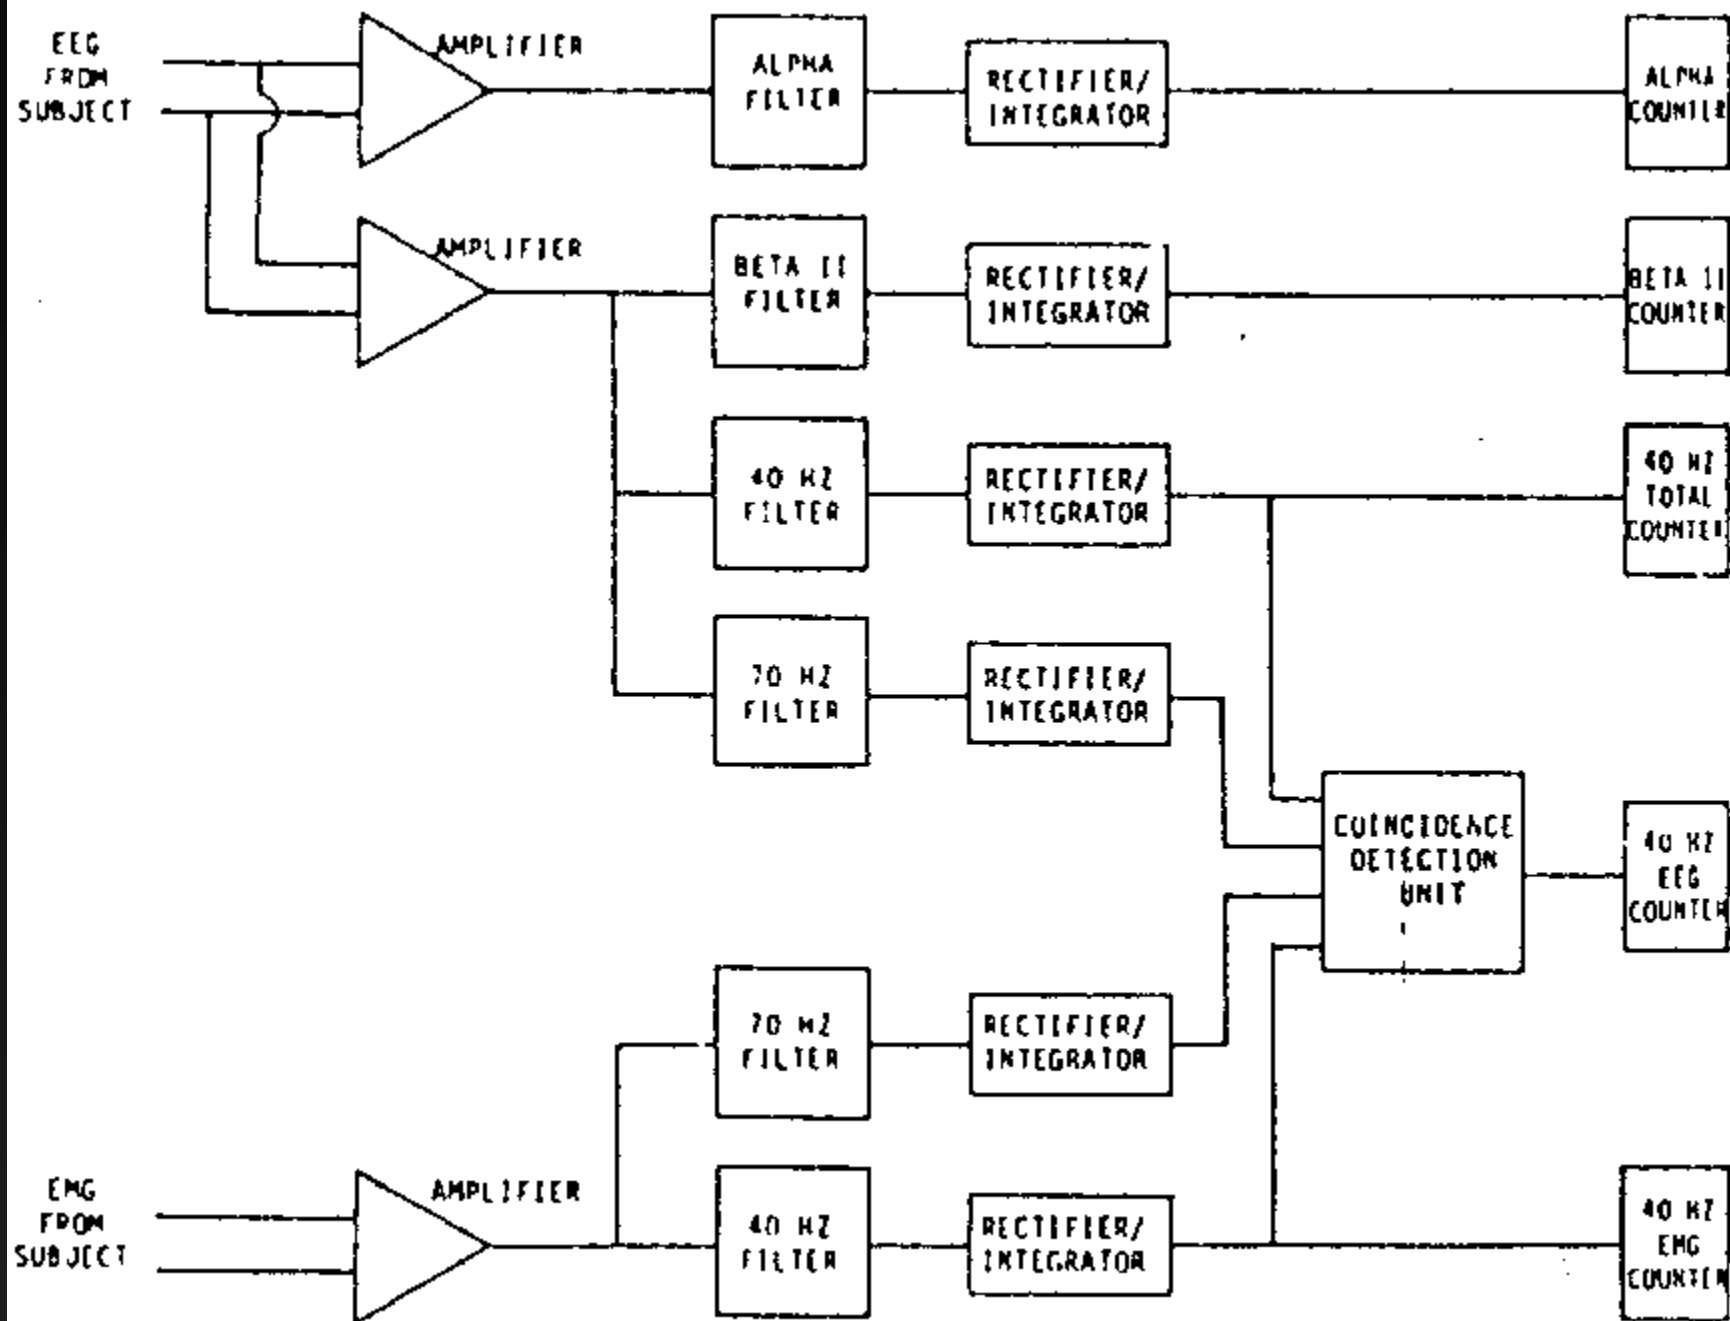 EEG
FROM
SUBJECT
AMPLIFIER
ALPHA
FILTER
RECTIFIER/
INTEGRATOR
ALPHA
COUNTER
AMPLIFIER
BETA II
FILTER
RECTIFIER/
INTEGRATOR
BETA II
COUNTER
40 HZ
FILTER
RECTIFIER/
INTEGRATOR
40 HZ
TOTAL
COUNTER
70 HZ
FILTER
RECTIFIER/
INTEGRATOR
COINCIDENCE
DETECTION
UNIT
40 HZ
EEG
COUNTER
70 HZ
FILTER
RECTIFIER/
INTEGRATOR
EMG
FROM
SUBJECT
AMPLIFIER
40 HZ
FILTER
RECTIFIER/
INTEGRATOR
40 HZ
EMG
COUNTER